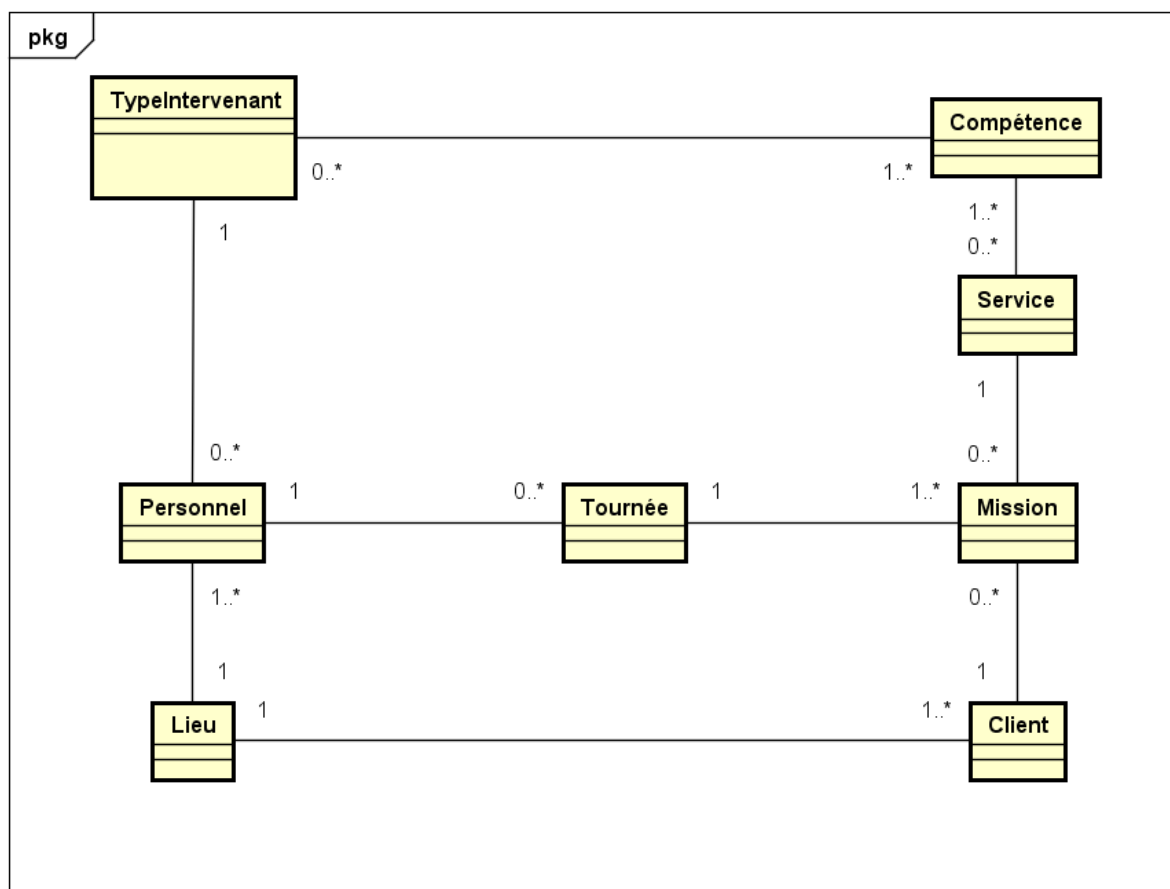 pkg
TypeIntervenant
Compétence
0..*
1..*
1
1..*
0..*
Service
1
0..*
0..*
Personnel
1
0..*
Tournée
1
1..*
Mission
1..*
0..*
1
1
Lieu
1
1..*
Client